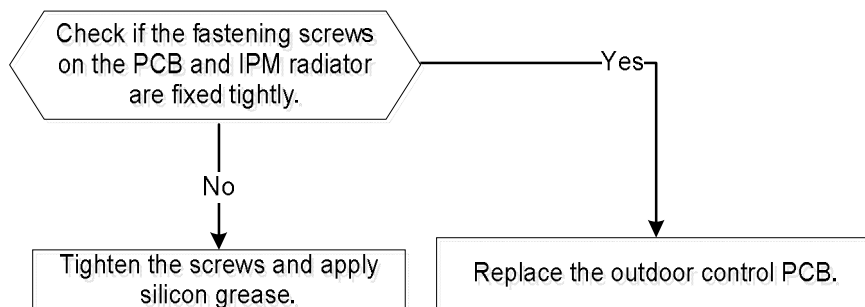 Check if the fastening screws
on the PCB and IPM radiator
are fixed tightly.
Yes
No
Tighten the screws and apply
silicon grease.
Replace the outdoor control PCB.